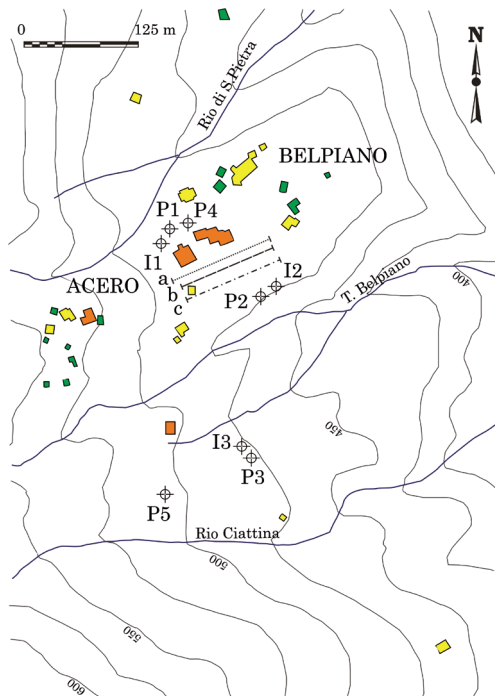 0 125 m
N
Rio di S.Pietra
BELPIANO
P1 P4
I1
a
b
c
I2
P2
T. Belpiano
400
ACERO
450
I3
P3
P5
Rio Ciattina
500
550
600